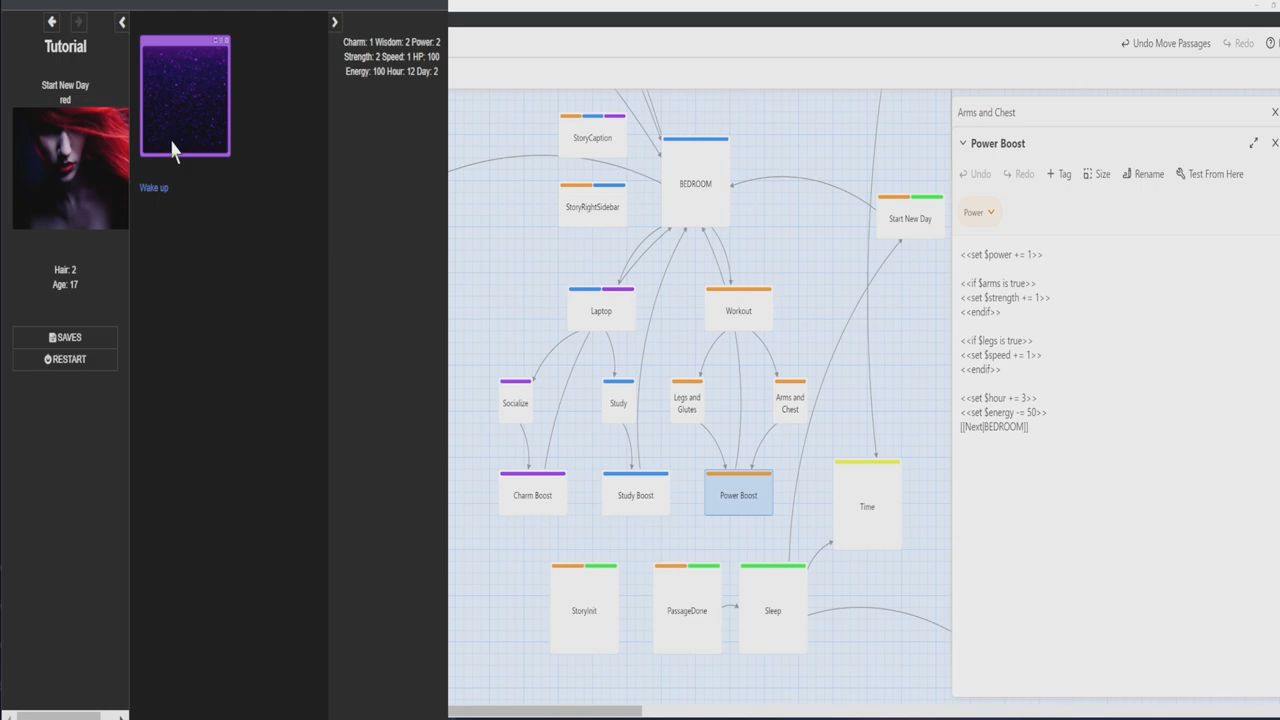 Tutorial
Start New Day
red
Hair: 2
Age: 17
SAVES
RESTART
Wake up
Charm: 1 Wisdom: 2 Power: 2
Strength: 2 Speed: 1 HP: 100
Energy: 100 Hour: 12 Day: 2
Undo Move Passages
Redo
StoryCaption
BEDROOM
StoryRightSidebar
Start New Day
Laptop
Workout
Socialize
Study
Legs and
Glutes
Arms and
Chest
Charm Boost
Study Boost
Power Boost
Time
StoryInit
PassageDone
Sleep
Arms and Chest
Power Boost
Undo
Redo
+ Tag
Size
Rename
Test From Here
Power
<<set $power += 1>>
<<if $arms is true>>
<<set $strength += 1>>
<<endif>>
<<if $legs is true>>
<<set $speed += 1>>
<<endif>>
<<set $hour += 3>>
<<set $energy -= 50>>
[[Next|BEDROOM]]